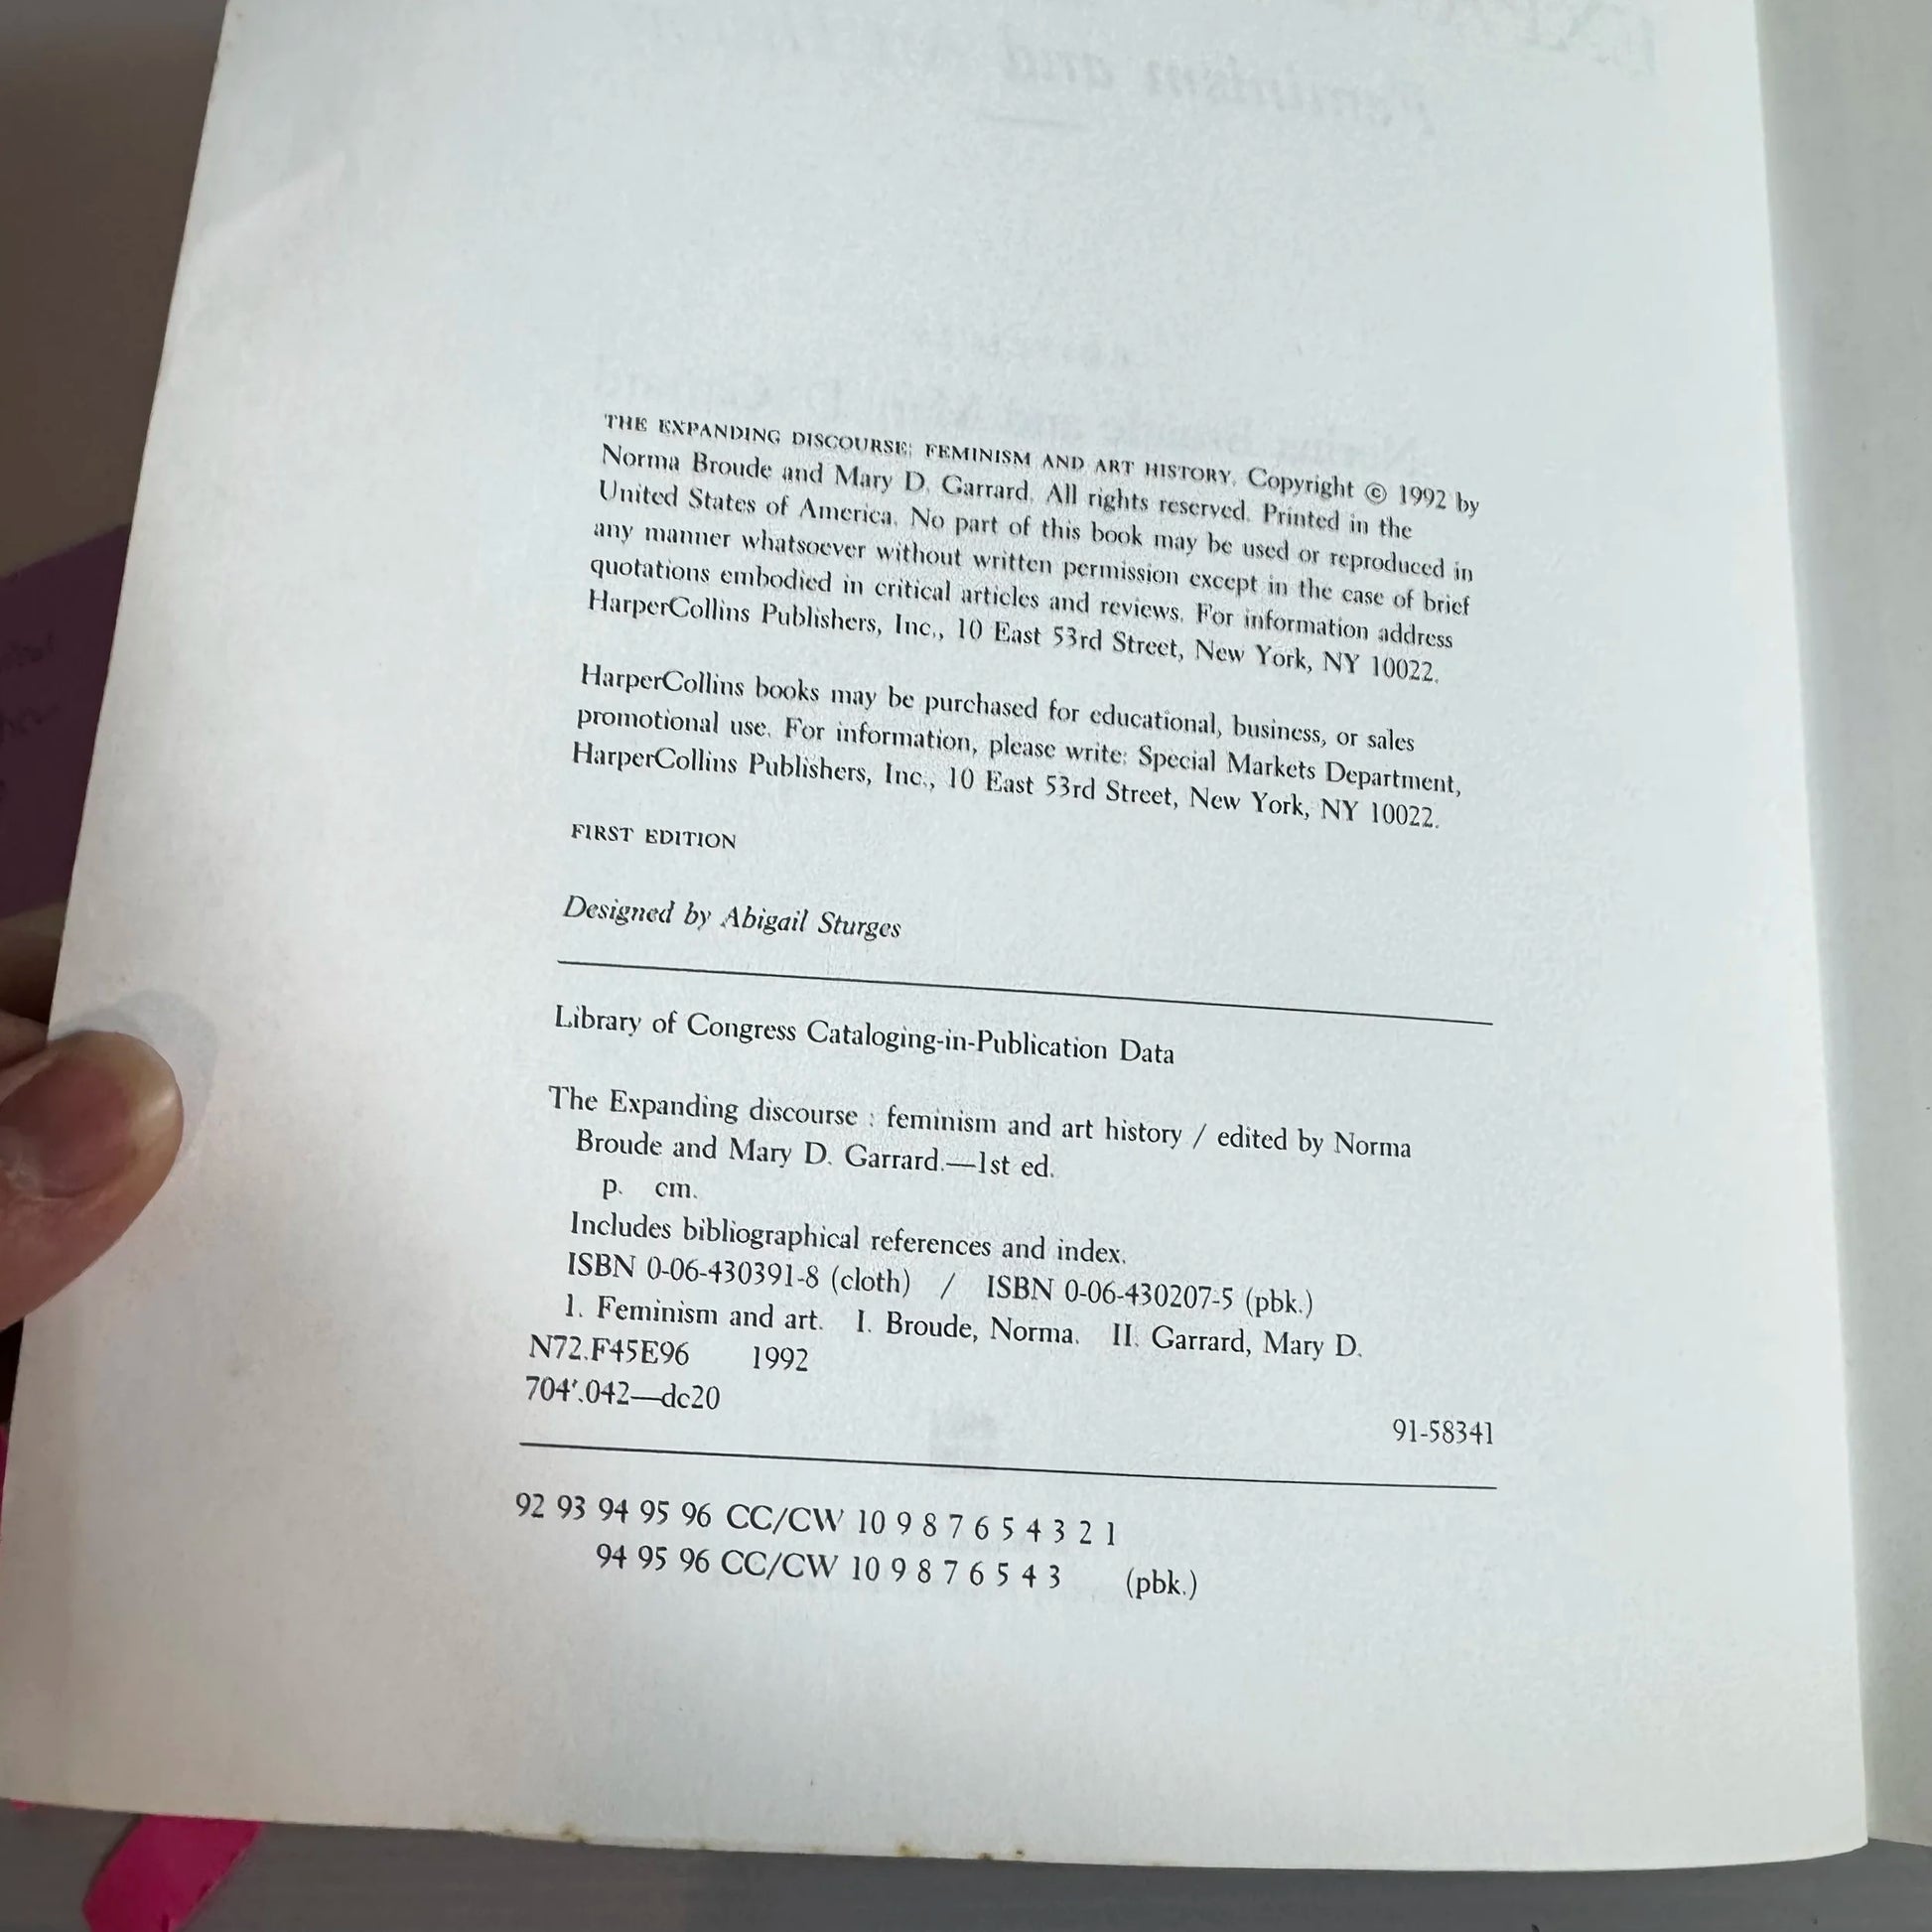 THE EXPANDING DISCOURSE: FEMINISM AND ART HISTORY. Copyright © 1992 by
Norma Broude and Mary D. Garrard. All rights reserved. Printed in the
United States of America. No part of this book may be used or reproduced in
any manner whatsoever without written permission except in the case of brief
quotations embodied in critical articles and reviews. For information address
HarperCollins Publishers, Inc., 10 East 53rd Street, New York, NY 10022.
HarperCollins books may be purchased for educational, business, or sales
promotional use. For information, please write: Special Markets Department,
HarperCollins Publishers, Inc., 10 East 53rd Street, New York, NY 10022.
FIRST EDITION
Designed by Abigail Sturges
Library of Congress Cataloging-in-Publication Data
The Expanding discourse : feminism and art history / edited by Norma
Broude and Mary D. Garrard.—1st ed.
p. cm.
Includes bibliographical references and index.
ISBN 0-06-430391-8 (cloth) / ISBN 0-06-430207-5 (pbk.)
1. Feminism and art. I. Broude, Norma. II. Garrard, Mary D.
N72.F45E96 1992
704'.042—dc20
91-58341
92 93 94 95 96 CC/CW 10 9 8 7 6 5 4 3 2 1
94 95 96 CC/CW 10 9 8 7 6 5 4 3 (pbk.)